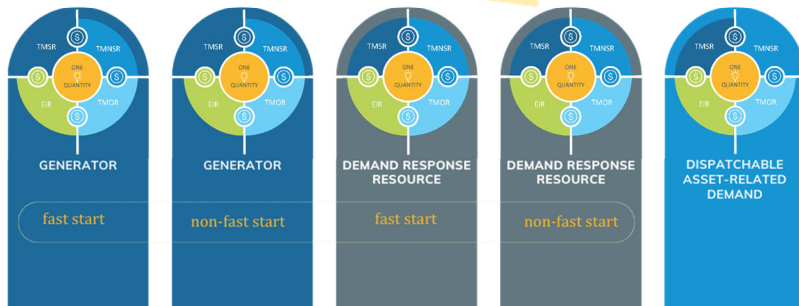 TMSR
TMNSR
ONE
QUANTITY
EIR
TMOR
GENERATOR
fast start
TMSR
TMNSR
ONE
QUANTITY
EIR
TMOR
GENERATOR
non-fast start
TMSR
TMNSR
ONE
QUANTITY
EIR
TMOR
DEMAND RESPONSE
RESOURCE
fast start
TMSR
TMNSR
ONE
QUANTITY
EIR
TMOR
DEMAND RESPONSE
RESOURCE
non-fast start
TMSR
TMNSR
ONE
QUANTITY
EIR
TMOR
DISPATCHABLE
ASSET-RELATED
DEMAND